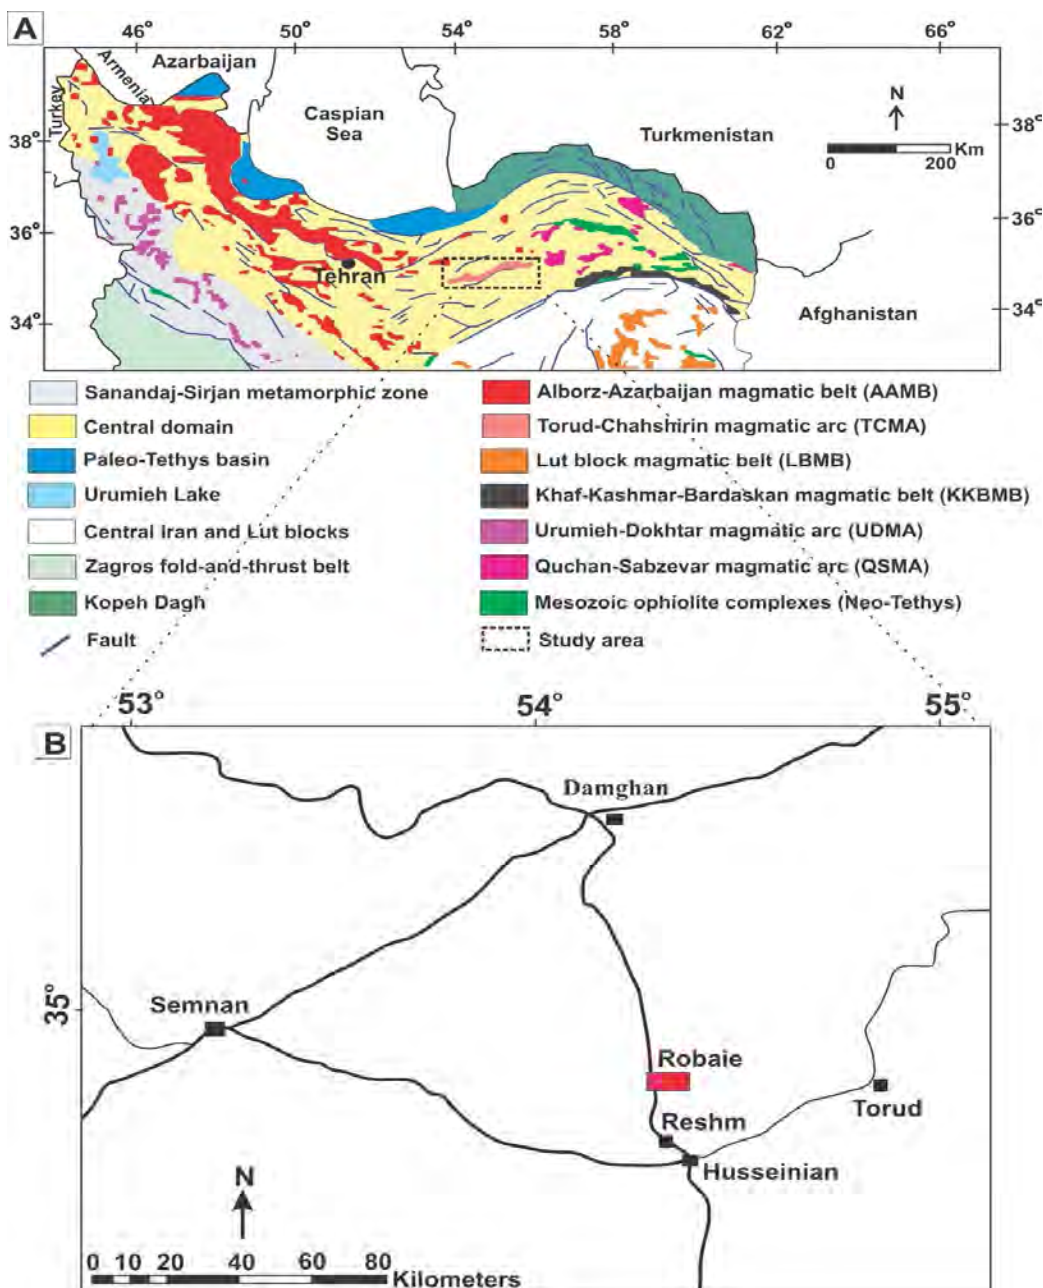 A
46° 50° 54° 58° 62° 66°
Azarbaijan
Armenia
Turkey
Caspian
Sea
Turkmenistan
N
0 200 Km
38° 38°
36° 36°
34° 34°
Tehran
Afghanistan
Sanandaj-Sirjan metamorphic zone
Central domain
Paleo-Tethys basin
Urumieh Lake
Central Iran and Lut blocks
Zagros fold-and-thrust belt
Kopeh Dagh
Fault
Alborz-Azarbaijan magmatic belt (AAMB)
Torud-Chahshirin magmatic arc (TCMA)
Lut block magmatic belt (LBMB)
Khaf-Kashmar-Bardaskan magmatic belt (KKBMB)
Urumieh-Dokhtar magmatic arc (UDMA)
Quchan-Sabzevar magmatic arc (QSMA)
Mesozoic ophiolite complexes (Neo-Tethys)
Study area
53° 54° 55°
B
Damghan
35°
Semnan
Robaie
Torud
Reshm
Husseinian
N
0 10 20 40 60 80
Kilometers